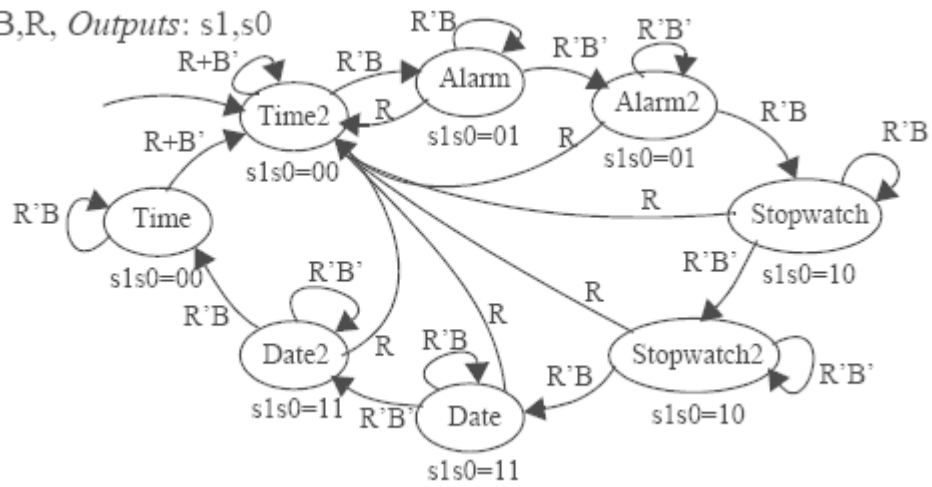 B,R, Outputs: s1,s0
R+B'
R'B
R'B
Alarm
R'B'
R'B'
Time2
R
Alarm2
R'B
R'B
s1s0=01
R+B'
s1s0=00
R
s1s0=01
R'B
Time
R
Stopwatch
s1s0=00
R'B'
R'B'
s1s0=10
R'B
R
R
R'B
Date2
R
Stopwatch2
R'B
R'B'
s1s0=11
R'B'
Date
s1s0=10
s1s0=11